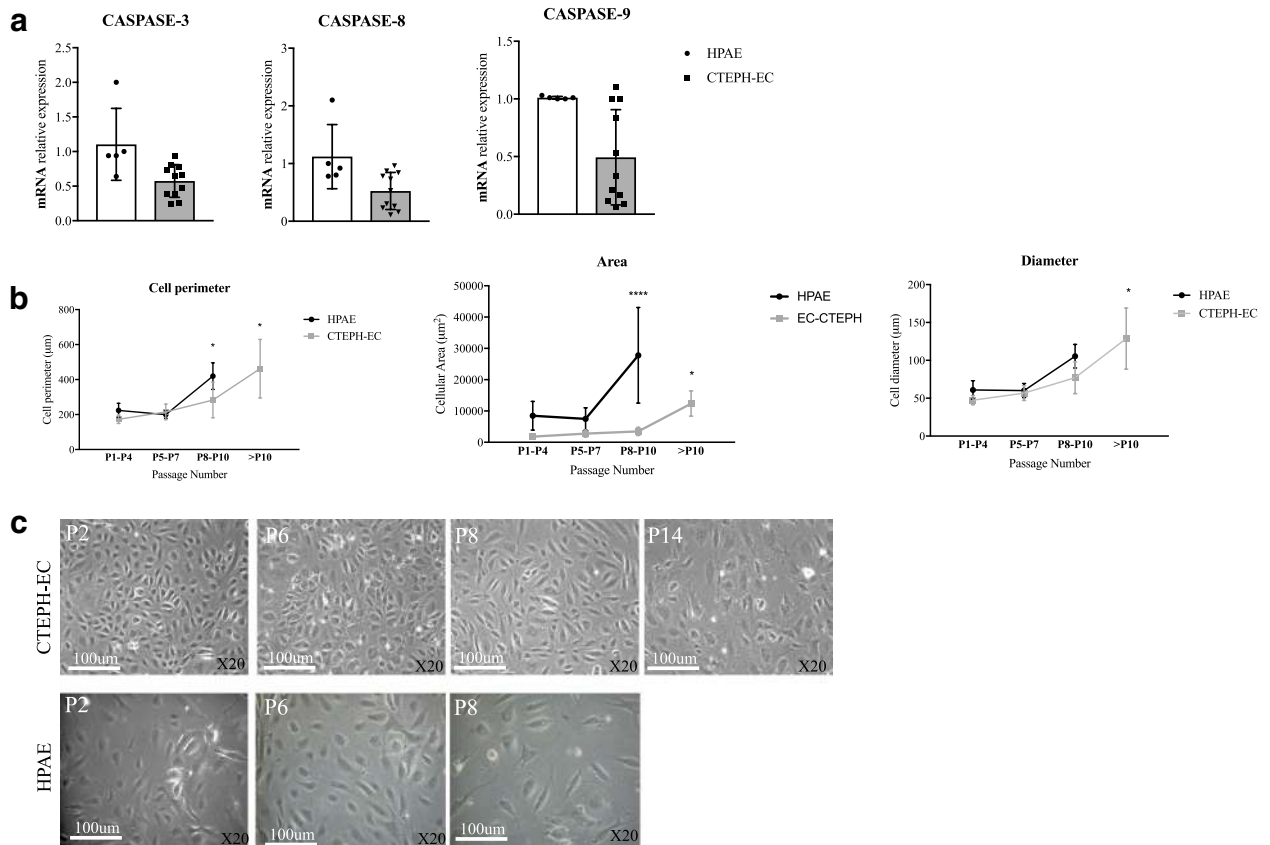 a
CASPASE-3
mRNA relative expression
2.5
2.0
1.5
1.0
0.5
0.0
CASPASE-8
mRNA relative expression
3
2
1
0
CASPASE-9
mRNA relative expression
1.5
1.0
0.5
0.0
HPAE
CTEPH-EC
b
Cell perimeter
Cell perimeter (µm)
800
600
400
200
0
*
*
P1-P4 P5-P7 P8-P10 >P10
Passage Number
HPAE
CTEPH-EC
Area
Cellular Area (µm²)
50000
40000
30000
20000
10000
0
****
*
P1-P4 P5-P7 P8-P10 >P10
Passage Number
HPAE
EC-CTEPH
Diameter
Cell diameter (µm)
200
150
100
50
0
*
P1-P4 P5-P7 P8-P10 >P10
Passage Number
HPAE
CTEPH-EC
c
CTEPH-EC
P2
100um
X20
P6
100um
X20
P8
100um
X20
P14
100um
X20
HPAE
P2
100um
X20
P6
100um
X20
P8
100um
X20